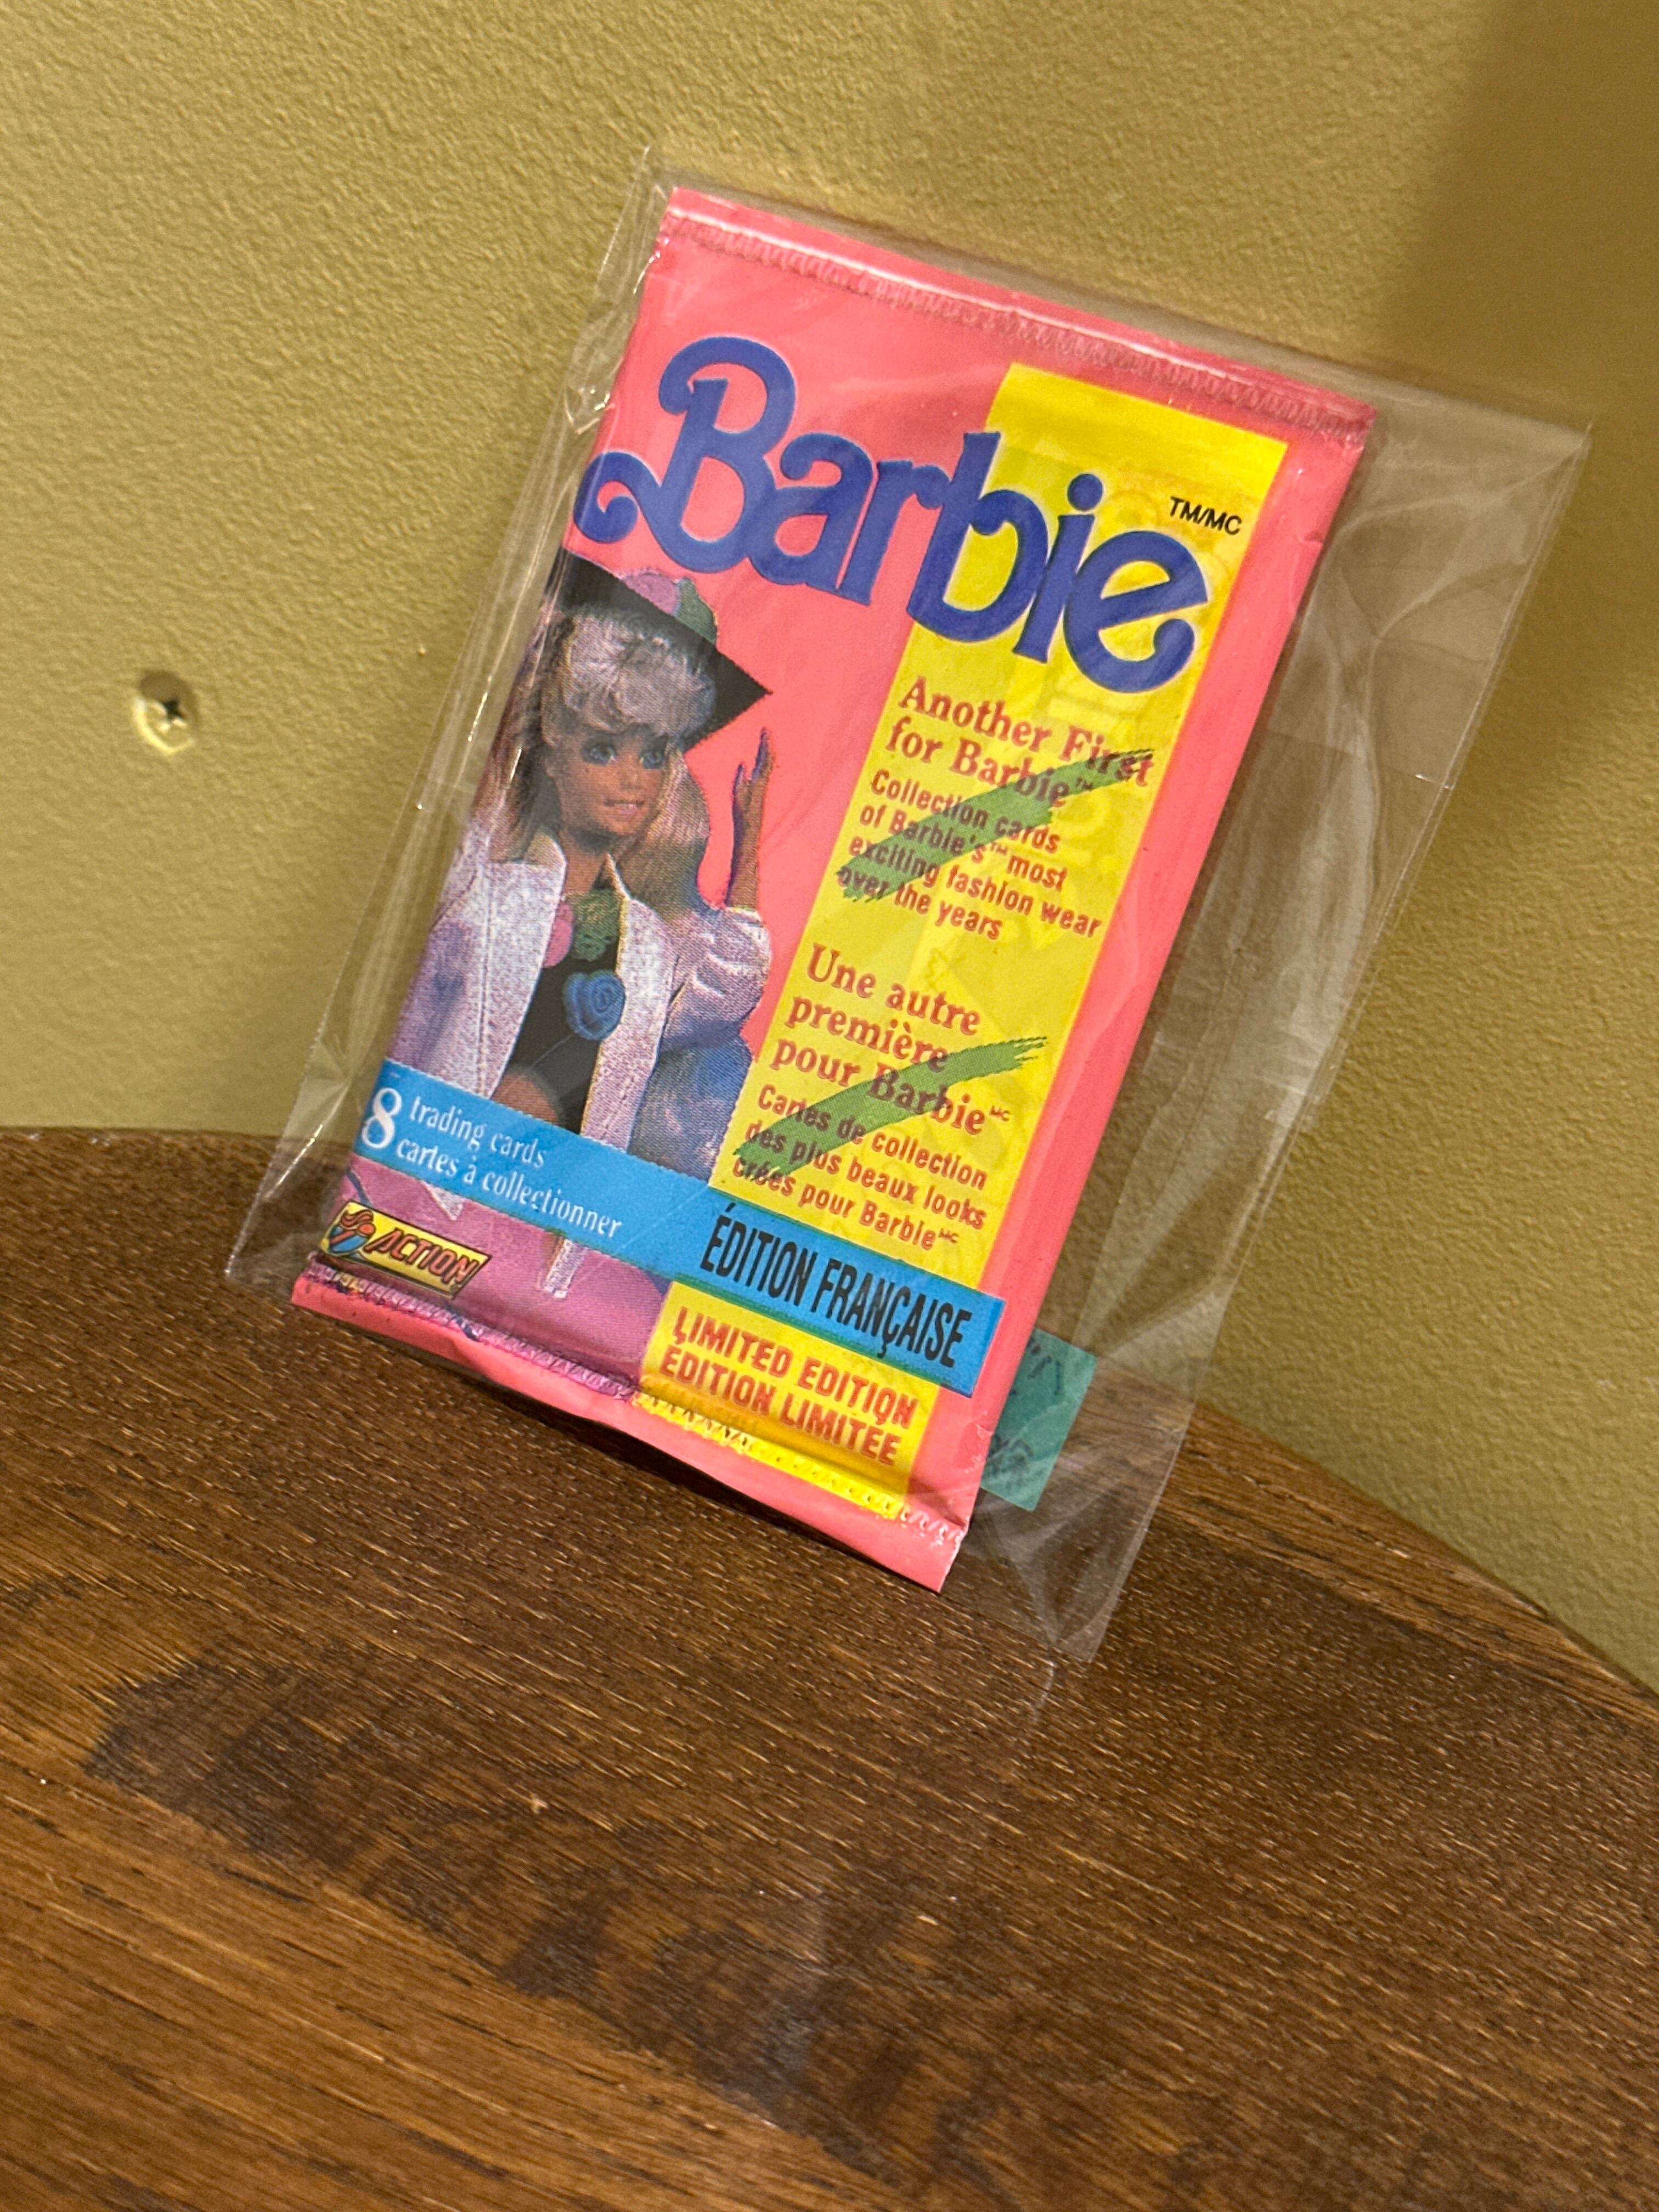 Barbie
TM/MC
Another First
for Barbie™
Collection cards
of Barbie's™ most
exciting fashion wear
over the years
Une autre
première
pour Barbie MC
Cartes de collection
des plus beaux looks
créés pour Barbie MC
8 trading cards
cartes à collectionner
ACTION
ÉDITION FRANÇAISE
LIMITED EDITION
ÉDITION LIMITÉE